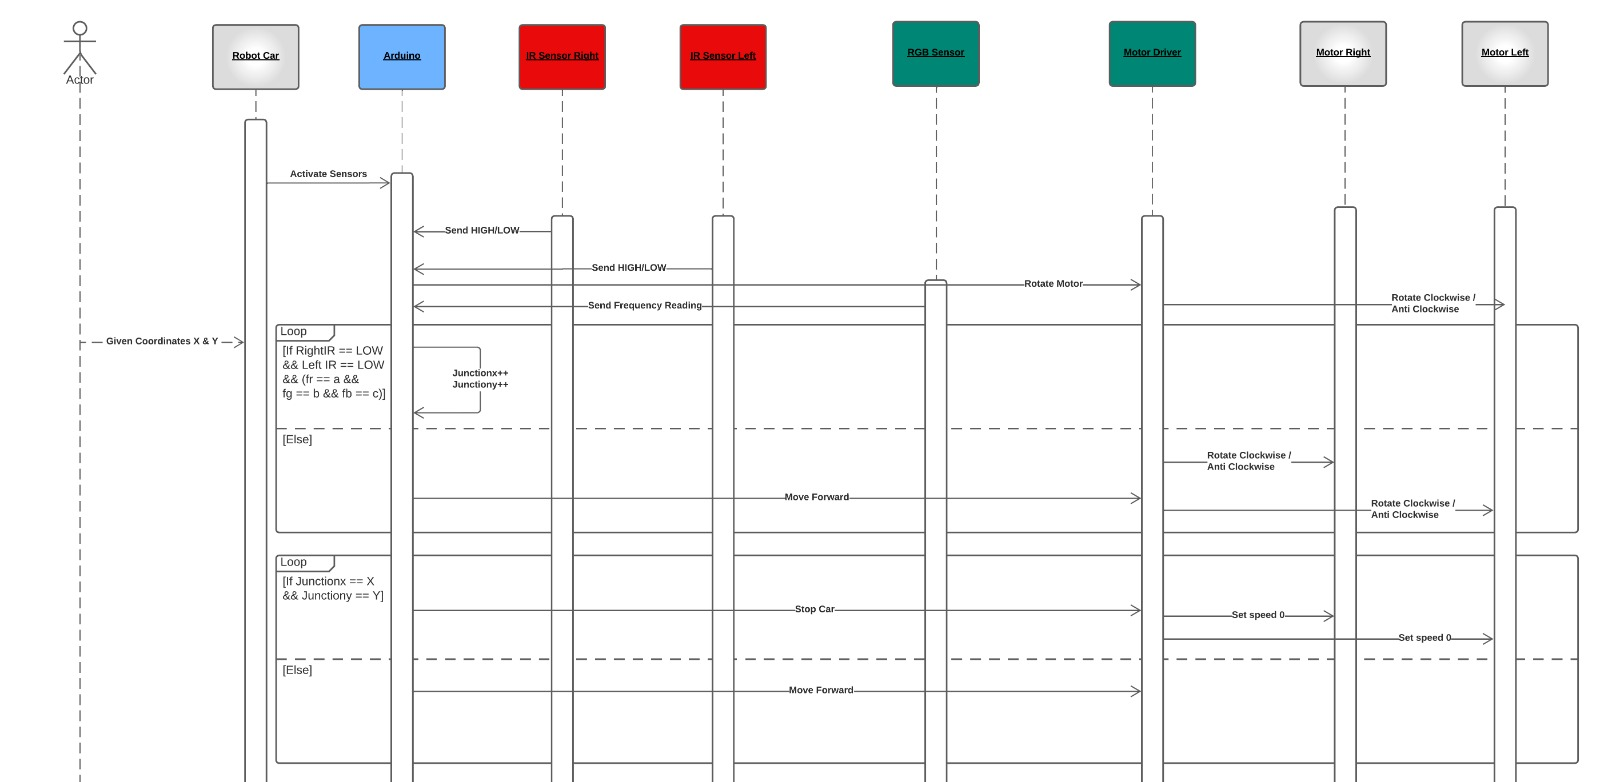 Actor
Robot Car
Arduino
IR Sensor Right
IR Sensor Left
RGB Sensor
Motor Driver
Motor Right
Motor Left
Activate Sensors
Send HIGH/LOW
Send HIGH/LOW
Rotate Motor
Send Frequency Reading
Rotate Clockwise /
Anti Clockwise
Given Coordinates X & Y
Loop
[If RightIR == LOW
&& Left IR == LOW
&& (fr == a &&
fg == b && fb == c)]
Junctionx++
Junctiony++
[Else]
Rotate Clockwise /
Anti Clockwise
Move Forward
Rotate Clockwise /
Anti Clockwise
Loop
[If Junctionx == X
&& Junctiony == Y]
Stop Car
Set speed 0
Set speed 0
[Else]
Move Forward